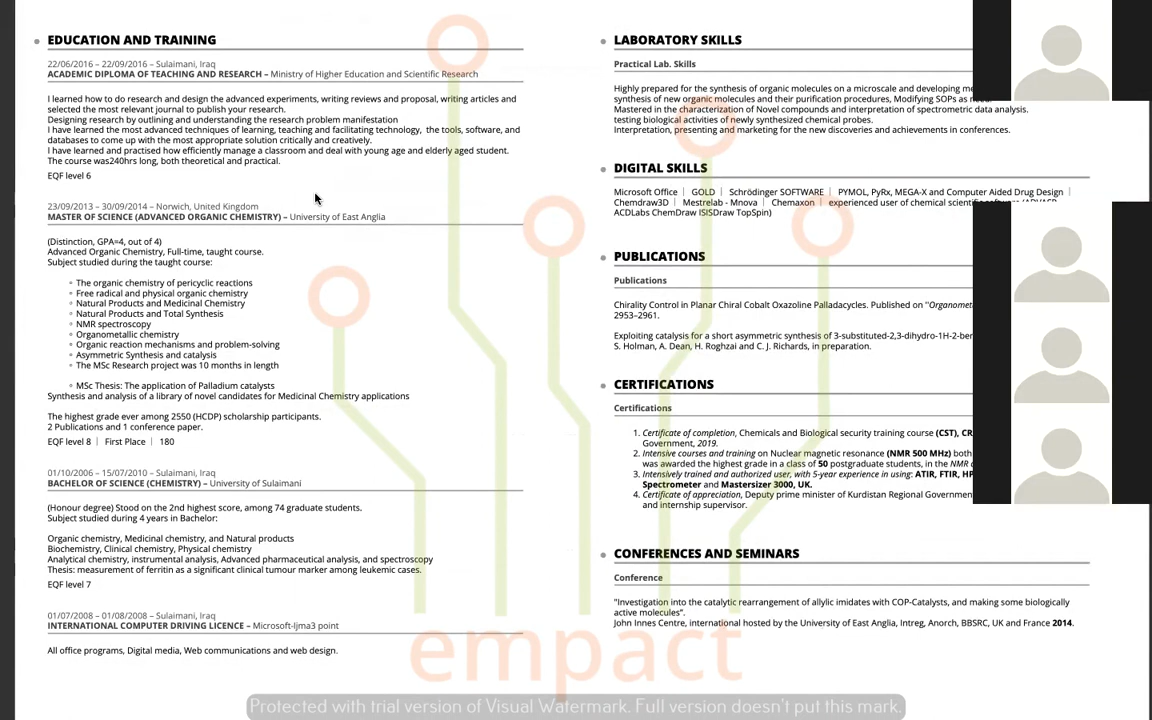 EDUCATION AND TRAINING
22/06/2016 – 22/09/2016 – Sulaimani, Iraq
ACADEMIC DIPLOMA OF TEACHING AND RESEARCH – Ministry of Higher Education and Scientific Research
I learned how to do research and design the advanced experiments, writing reviews and proposal, writing articles and
selected the most relevant journal to publish your research.
Designing research by outlining and understanding the research problem manifestation
I have learned the most advanced techniques of learning, teaching and facilitating technology, the tools, software, and
databases to come up with the most appropriate solution critically and creatively.
I have learned and practised how efficiently manage a classroom and deal with young age and elderly aged student.
The course was240hrs long, both theoretical and practical.
EQF level 6
23/09/2013 – 30/09/2014 – Norwich, United Kingdom
MASTER OF SCIENCE (ADVANCED ORGANIC CHEMISTRY) – University of East Anglia
(Distinction, GPA=4, out of 4)
Advanced Organic Chemistry, Full-time, taught course.
Subject studied during the taught course:
◦ The organic chemistry of pericyclic reactions
◦ Free radical and physical organic chemistry
◦ Natural Products and Medicinal Chemistry
◦ Natural Products and Total Synthesis
◦ NMR spectroscopy
◦ Organometallic chemistry
◦ Organic reaction mechanisms and problem-solving
◦ Asymmetric Synthesis and catalysis
◦ The MSc Research project was 10 months in length
◦ MSc Thesis: The application of Palladium catalysts
Synthesis and analysis of a library of novel candidates for Medicinal Chemistry applications
The highest grade ever among 2550 (HCDP) scholarship participants.
2 Publications and 1 conference paper.
EQF level 8 | First Place | 180
01/10/2006 – 15/07/2010 – Sulaimani, Iraq
BACHELOR OF SCIENCE (CHEMISTRY) – University of Sulaimani
(Honour degree) Stood on the 2nd highest score, among 74 graduate students.
Subject studied during 4 years in Bachelor:
Organic chemistry, Medicinal chemistry, and Natural products
Biochemistry, Clinical chemistry, Physical chemistry
Analytical chemistry, instrumental analysis, Advanced pharmaceutical analysis, and spectroscopy
Thesis: measurement of ferritin as a significant clinical tumour marker among leukemic cases.
EQF level 7
01/07/2008 – 01/08/2008 – Sulaimani, Iraq
INTERNATIONAL COMPUTER DRIVING LICENCE – Microsoft-Ijma3 point
All office programs, Digital media, Web communications and web design.
LABORATORY SKILLS
Practical Lab. Skills
Highly prepared for the synthesis of organic molecules on a microscale and developing
synthesis of new organic molecules and their purification procedures, Modifying SOPs as
Mastered in the characterization of Novel compounds and interpretation of spectrometric data analysis.
testing biological activities of newly synthesized chemical probes.
Interpretation, presenting and marketing for the new discoveries and achievements in conferences.
DIGITAL SKILLS
Microsoft Office | GOLD | Schrödinger SOFTWARE | PYMOL, PyRx, MEGA-X and Computer Aided Drug Design |
Chemdraw3D | Mestrelab - Mnova | Chemaxon | experienced user of chemical
ACDLabs ChemDraw ISISDraw TopSpin)
PUBLICATIONS
Publications
Chirality Control in Planar Chiral Cobalt Oxazoline Palladacycles. Published on "Organomet
2953–2961.
Exploiting catalysis for a short asymmetric synthesis of 3-substituted-2,3-dihydro-1H-2-ber
S. Holman, A. Dean, H. Roghzai and C. J. Richards, in preparation.
CERTIFICATIONS
Certifications
1. Certificate of completion, Chemicals and Biological security training course (CST), CR
Government, 2019.
2. Intensive courses and training on Nuclear magnetic resonance (NMR 500 MHz) both
was awarded the highest grade in a class of 50 postgraduate students, in the NMR
3. Intensively trained and authorized user, with 5-year experience in using: ATIR, FTIR, HP
Spectrometer and Mastersizer 3000, UK.
4. Certificate of appreciation, Deputy prime minister of Kurdistan Regional Governmen
and internship supervisor.
CONFERENCES AND SEMINARS
Conference
"Investigation into the catalytic rearrangement of allylic imidates with COP-Catalysts, and making some biologically
active molecules".
John Innes Centre, international hosted by the University of East Anglia, Intreg, Anorch, BBSRC, UK and France 2014.
empact
Protected with trial version of Visual Watermark. Full version doesn't put this mark.